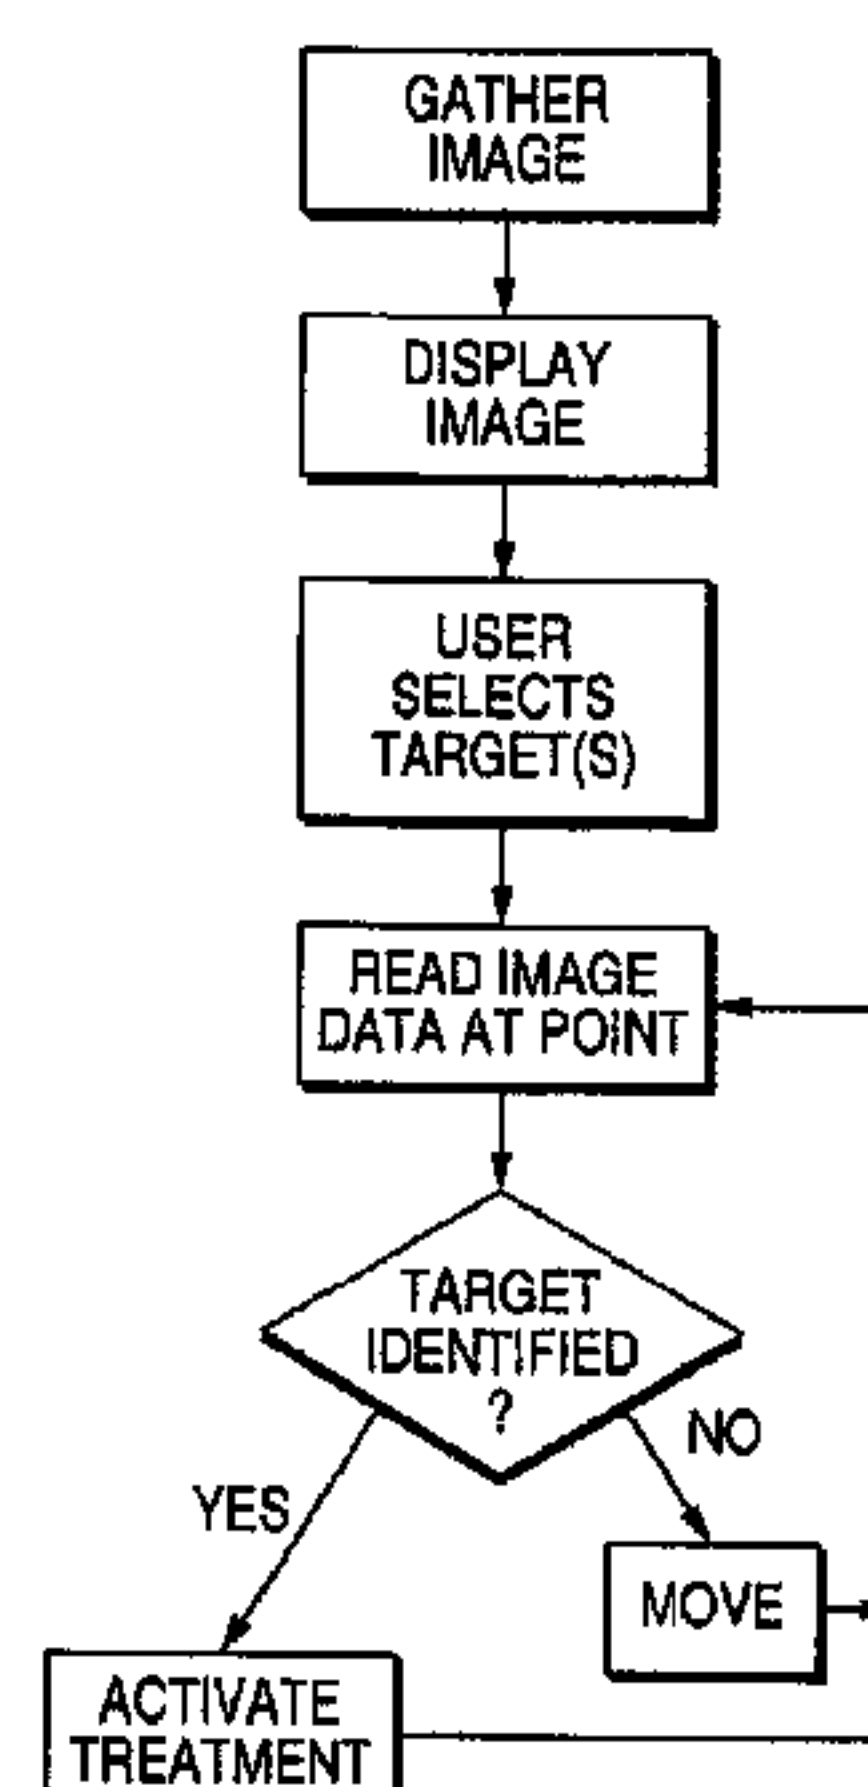 GATHER
IMAGE
DISPLAY
IMAGE
USER
SELECTS
TARGET(S)
READ IMAGE
DATA AT POINT
TARGET
IDENTIFIED
?
NO
YES
MOVE
ACTIVATE
TREATMENT